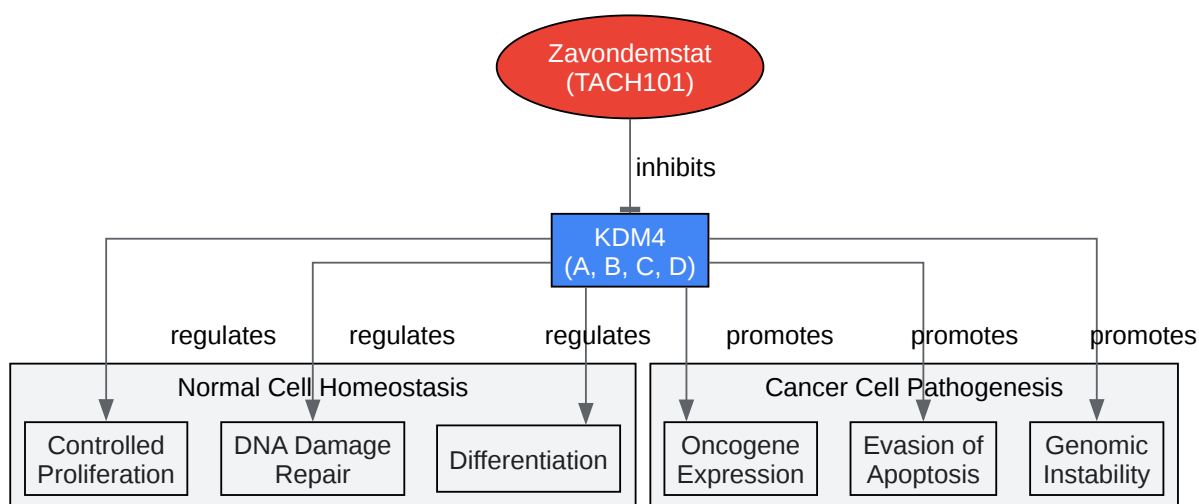 Zavondemstat
(TACH101)
inhibits
KDM4
(A, B, C, D)
regulates
regulates
regulates
promotes
promotes
promotes
Normal Cell Homeostasis
Cancer Cell Pathogenesis
Controlled
Proliferation
DNA Damage
Repair
Differentiation
Oncogene
Expression
Evasion of
Apoptosis
Genomic
Instability